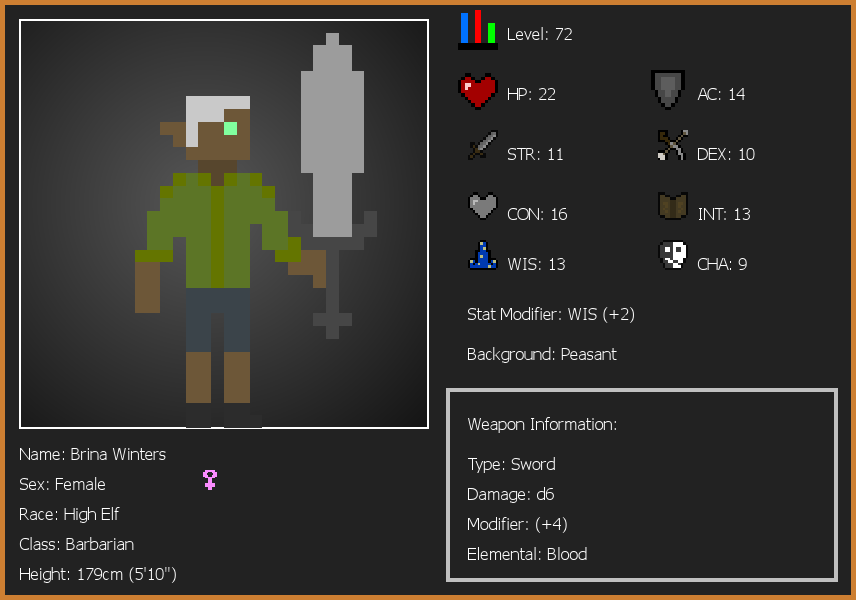 Level: 72
HP: 22
AC: 14
STR: 11
DEX: 10
CON: 16
INT: 13
WIS: 13
CHA: 9
Stat Modifier: WIS (+2)
Background: Peasant
Weapon Information:
Type: Sword
Damage: d6
Modifier: (+4)
Elemental: Blood
Name: Brina Winters
Sex: Female
Race: High Elf
Class: Barbarian
Height: 179cm (5'10")